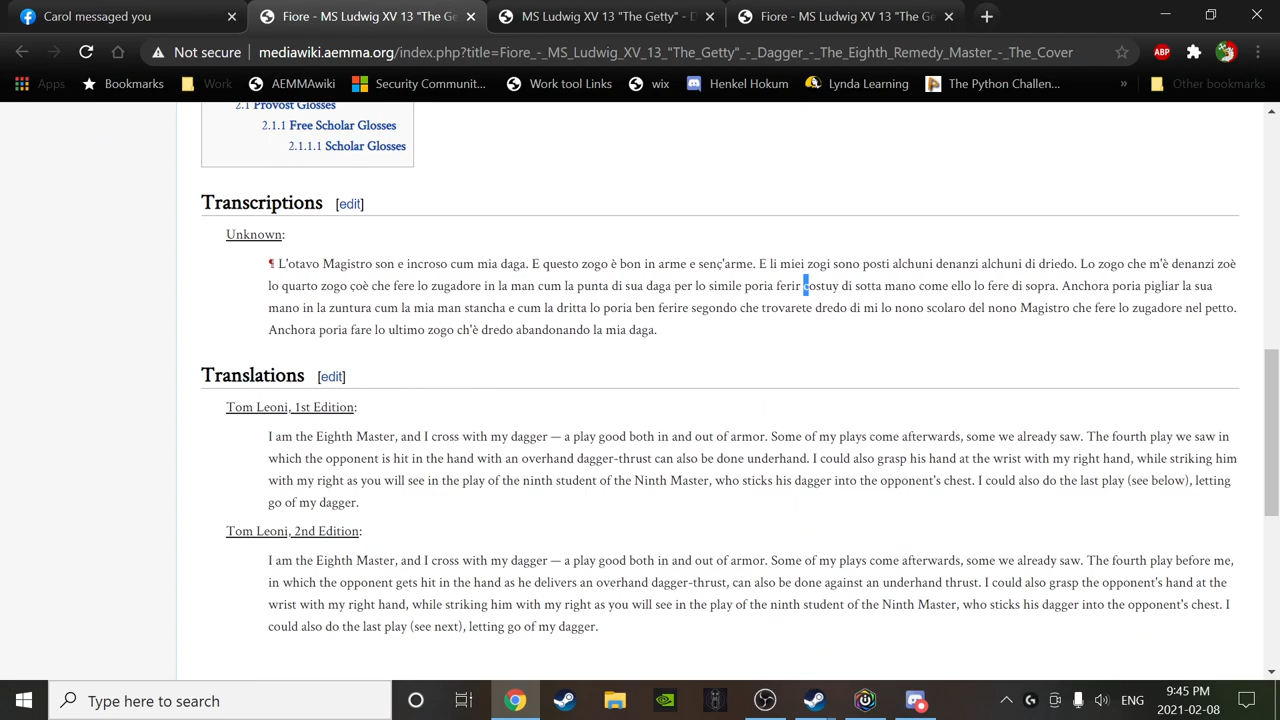 Carol messaged you
Fiore - MS Ludwig XV 13 "The Ge
MS Ludwig XV 13 "The Getty" - D
Fiore - MS Ludwig XV 13 "The Ge
Not secure
mediawiki.aemma.org/index.php?title=Fiore_-_MS_Ludwig_XV_13_"The_Getty"_-_Dagger_-_The_Eighth_Remedy_Master_-_The_Cover
ABP
Apps
Bookmarks
Work
AEMMAwiki
Security Communit...
Work tool Links
wix
Henkel Hokum
Lynda Learning
The Python Challen...
»
Other bookmarks
2.1 Provost Glosses
2.1.1 Free Scholar Glosses
2.1.1.1 Scholar Glosses
Transcriptions [edit]
Unknown:
¶ L'otavo Magistro son e incroso cum mia daga. E questo zogo è bon in arme e senç'arme. E li miei zogi sono posti alchuni denanzi alchuni di driedo. Lo zogo che m'è denanzi zoè
lo quarto zogo çoè che fere lo zugadore in la man cum la punta di sua daga per lo simile poria ferir costuy di sotta mano come ello lo fere di sopra. Anchora poria pigliar la sua
mano in la zuntura cum la mia man stancha e cum la dritta lo poria ben ferire segondo che trovarete dredo di mi lo nono scolaro del nono Magistro che fere lo zugadore nel petto.
Anchora poria fare lo ultimo zogo ch'è dredo abandonando la mia daga.
Translations [edit]
Tom Leoni, 1st Edition:
I am the Eighth Master, and I cross with my dagger — a play good both in and out of armor. Some of my plays come afterwards, some we already saw. The fourth play we saw in
which the opponent is hit in the hand with an overhand dagger-thrust can also be done underhand. I could also grasp his hand at the wrist with my right hand, while striking him
with my right as you will see in the play of the ninth student of the Ninth Master, who sticks his dagger into the opponent's chest. I could also do the last play (see below), letting
go of my dagger.
Tom Leoni, 2nd Edition:
I am the Eighth Master, and I cross with my dagger — a play good both in and out of armor. Some of my plays come afterwards, some we already saw. The fourth play before me,
in which the opponent gets hit in the hand as he delivers an overhand dagger-thrust, can also be done against an underhand thrust. I could also grasp the opponent's hand at the
wrist with my right hand, while striking him with my right as you will see in the play of the ninth student of the Ninth Master, who sticks his dagger into the opponent's chest. I
could also do the last play (see next), letting go of my dagger.
Type here to search
ENG
9:45 PM
2021-02-08